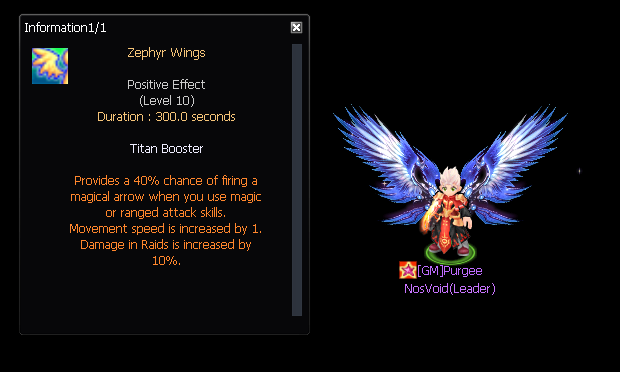 Information1/1
Zephyr Wings
Positive Effect
(Level 10)
Duration : 300.0 seconds
Titan Booster
Provides a 40% chance of firing a
magical arrow when you use magic
or ranged attack skills.
Movement speed is increased by 1.
Damage in Raids is increased by
10%.
[GM]Purgee
NosVoid(Leader)